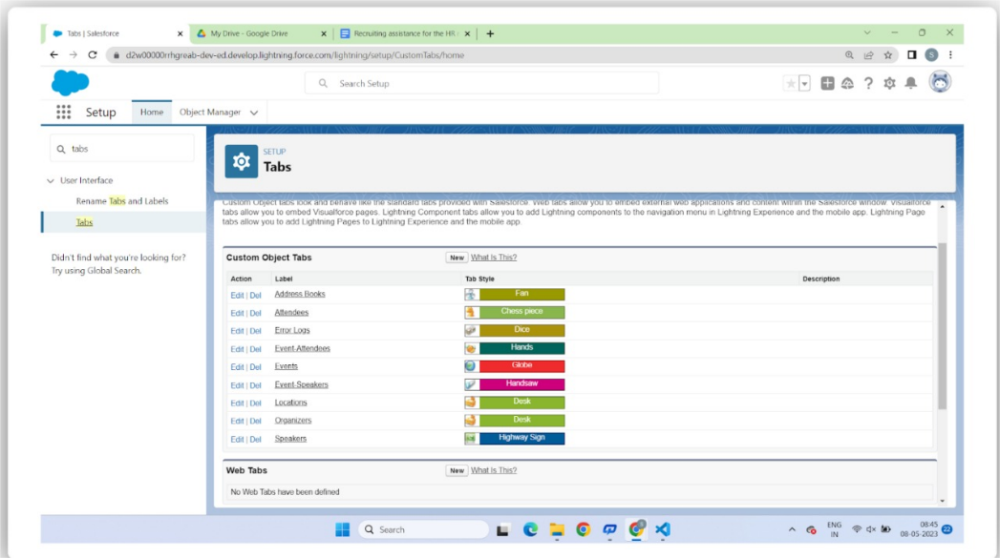 Tabs | Salesforce
My Drive - Google Drive
Recruiting assistance for the HR
d2w00000rrhgreab-dev-ed.develop.lightning.force.com/lightning/setup/CustomTabs/home
S
Search Setup
Setup
Home
Object Manager
tabs
User Interface
Rename Tabs and Labels
Tabs
Didn't find what you're looking for?
Try using Global Search.
SETUP
Tabs
Custom Object tabs look and behave like the standard tabs provided with Salesforce. Web tabs allow you to embed external web applications and content within the Salesforce window. Visualforce
tabs allow you to embed Visualforce pages. Lightning Component tabs allow you to add Lightning components to the navigation menu in Lightning Experience and the mobile app. Lightning Page
tabs allow you to add Lightning Pages to Lightning Experience and the mobile app.
Custom Object Tabs New What Is This?
Action Label Tab Style Description
Edit | Del Address Books Fan
Edit | Del Attendees Chess piece
Edit | Del Error Logs Dice
Edit | Del Event-Attendees Hands
Edit | Del Events Globe
Edit | Del Event-Speakers Handsaw
Edit | Del Locations Desk
Edit | Del Organizers Desk
Edit | Del Speakers Highway Sign
Web Tabs New What Is This?
No Web Tabs have been defined
Search
ENG
IN
08:45
08-05-2023
22